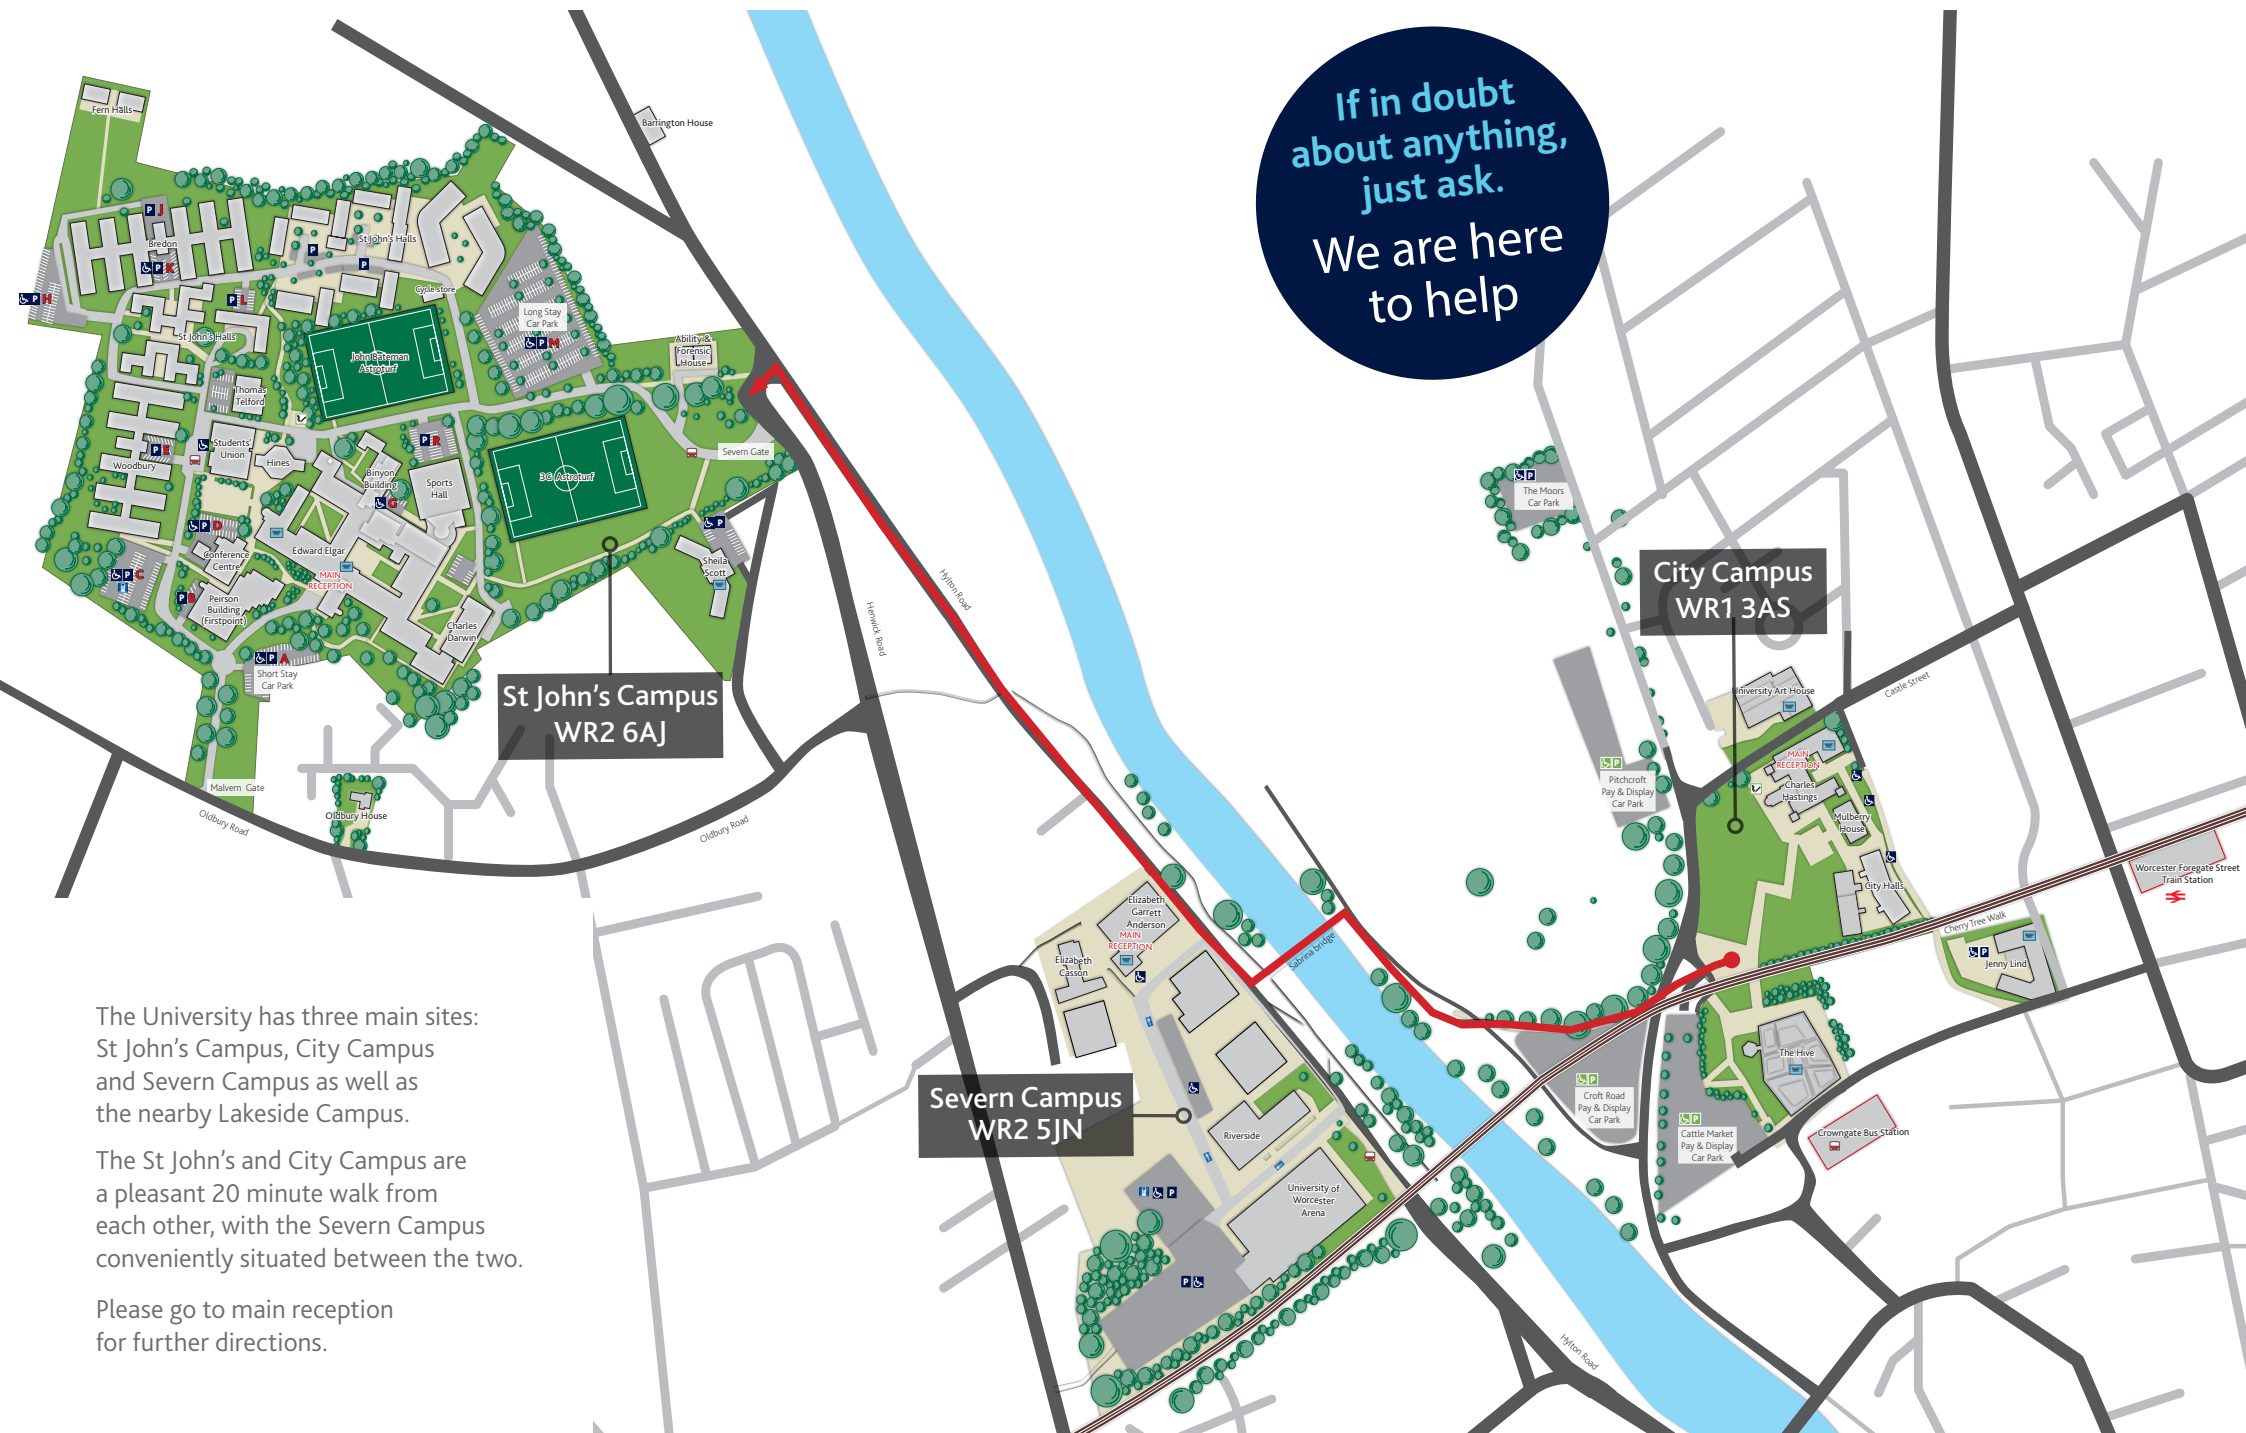 If in doubt
about anything,
just ask.
We are here
to help
Fern Halls
Barrington House
P J
Bredon
P K
P H
P
St John's Halls
P
Cycle store
P L
St John's Halls
Long Stay
Car Park
P M
John Bateman
Astroturf
Ability &
Forensic
House
Thomas
Telford
P R
Students'
Union
Hines
P E
Woodbury
Binyon
Building
G
Sports
Hall
3G Astroturf
Severn Gate
P D
P
Conference
Centre
Edward Elgar
MAIN
RECEPTION
Sheila
Scott
P C
P B
Peirson
Building
(Firstpoint)
Charles
Darwin
P A
Short Stay
Car Park
St John's Campus
WR2 6AJ
Malvern Gate
Oldbury House
Oldbury Road
Oldbury Road
Henwick Road
Hylton Road
P
The Moors
Car Park
City Campus
WR1 3AS
University Art House
Castle Street
MAIN
RECEPTION
Charles
Hastings
Mulberry
House
P
Pitchcroft
Pay & Display
Car Park
City Halls
Worcester Foregate Street
Train Station
Cherry Tree Walk
P
Jenny Lind
Elizabeth
Garrett
Anderson
MAIN
RECEPTION
Elizabeth
Casson
Sabrina bridge
The Hive
P
Croft Road
Pay & Display
Car Park
P
Cattle Market
Pay & Display
Car Park
Crowngate Bus Station
Severn Campus
WR2 5JN
Riverside
University of
Worcester
Arena
P
P
Hylton Road
The University has three main sites:
St John's Campus, City Campus
and Severn Campus as well as
the nearby Lakeside Campus.
The St John's and City Campus are
a pleasant 20 minute walk from
each other, with the Severn Campus
conveniently situated between the two.
Please go to main reception
for further directions.